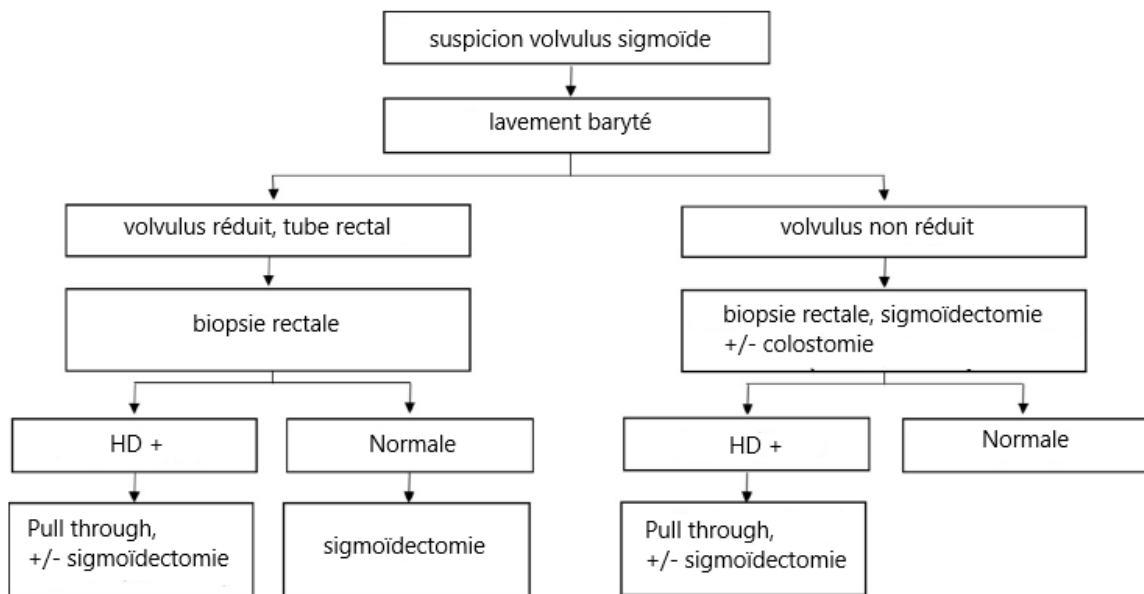 suspicion volvulus sigmoïde
lavement baryté
volvulus réduit, tube rectal
volvulus non réduit
biopsie rectale
biopsie rectale, sigmoïdectomie
+/- colostomie
HD +
Normale
HD +
Normale
Pull through,
+/- sigmoïdectomie
sigmoïdectomie
Pull through,
+/- sigmoïdectomie